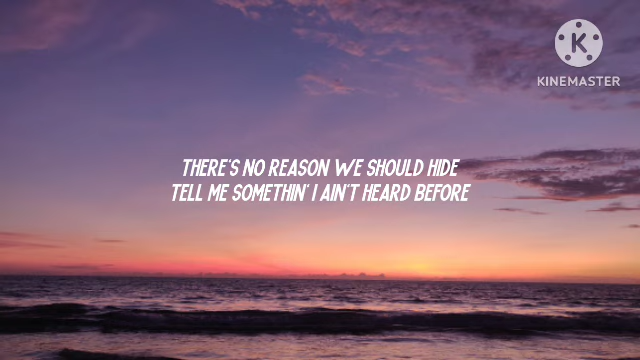 K
KINEMASTER
THERE'S NO REASON WE SHOULD HIDE
TELL ME SOMETHIN' I AIN'T HEARD BEFORE